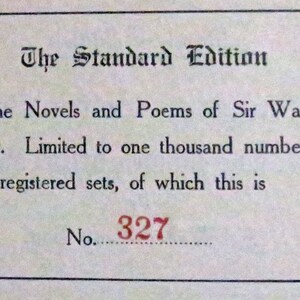 The Standard Edition
ne Novels and Poems of Sir Wa
. Limited to one thousand numbe
registered sets, of which this is
No. 327